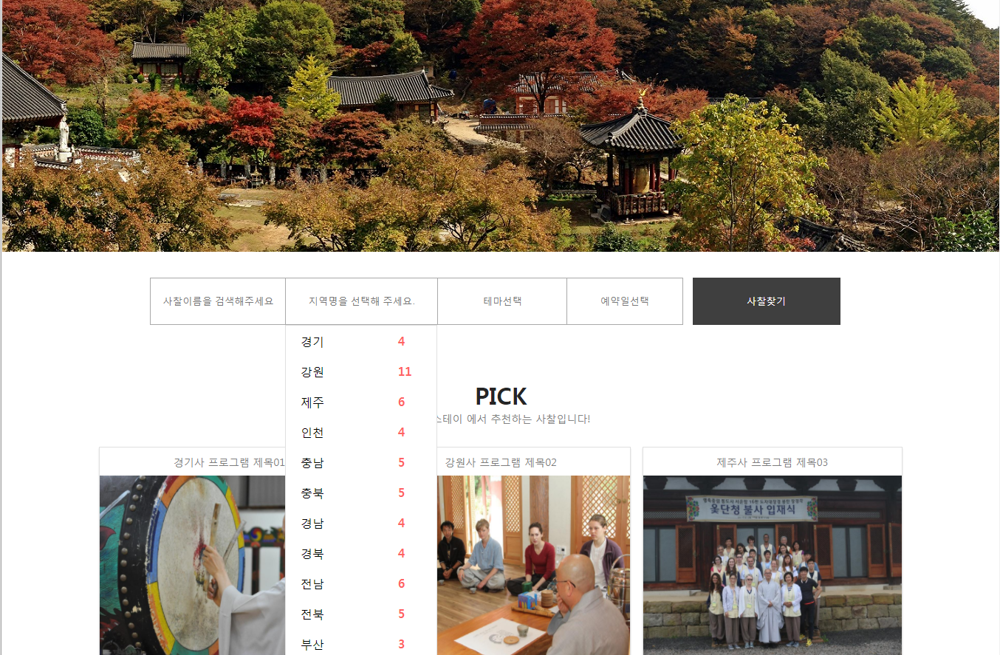 사찰이름을 검색해주세요 지역명을 선택해 주세요. 테마선택 예약일선택 사찰찾기
경기 4
강원 11
제주 6
인천 4
충남 5
충북 5
경남 4
경북 4
전남 6
전북 5
부산 3
PICK
스테이 에서 추천하는 사찰입니다!
경기사 프로그램 제목01 강원사 프로그램 제목02 제주사 프로그램 제목03
옻단청 불사 입재식